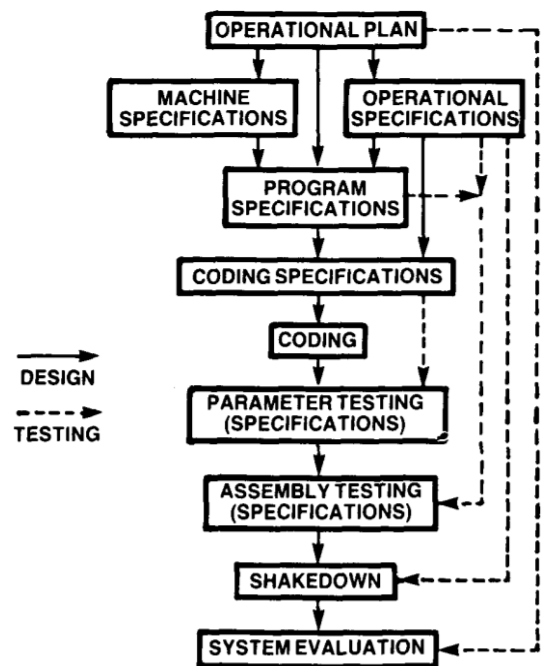 OPERATIONAL PLAN
MACHINE
SPECIFICATIONS
OPERATIONAL
SPECIFICATIONS
PROGRAM
SPECIFICATIONS
CODING SPECIFICATIONS
CODING
DESIGN
TESTING
PARAMETER TESTING
(SPECIFICATIONS)
ASSEMBLY TESTING
(SPECIFICATIONS)
SHAKEDOWN
SYSTEM EVALUATION